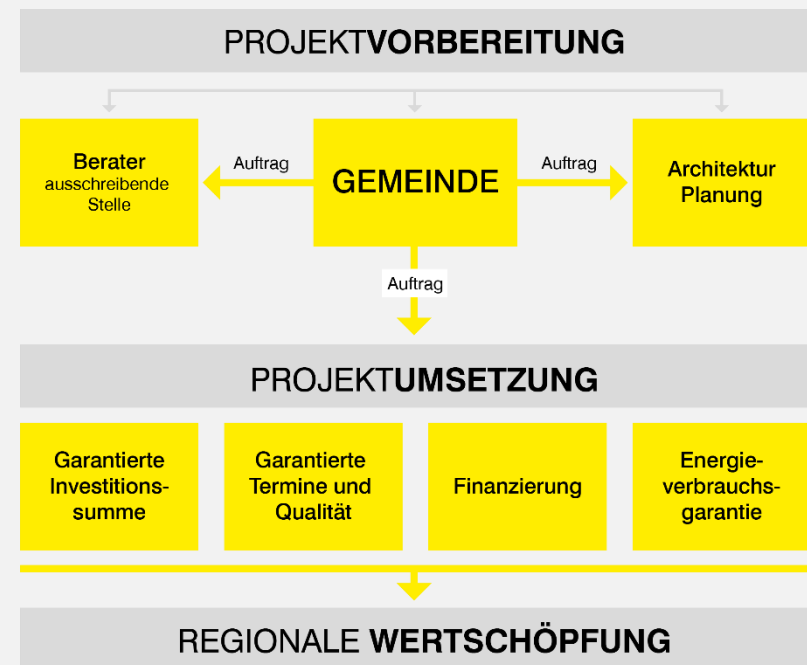 PROJEKTVORBEREITUNG
Berater
ausschreibende
Stelle
Auftrag
GEMEINDE
Auftrag
Architektur
Planung
Auftrag
PROJEKTUMSETZUNG
Garantierte
Investitions-
summe
Garantierte
Termine und
Qualität
Finanzierung
Energie-
verbrauchs-
garantie
REGIONALE WERTSCHÖPFUNG